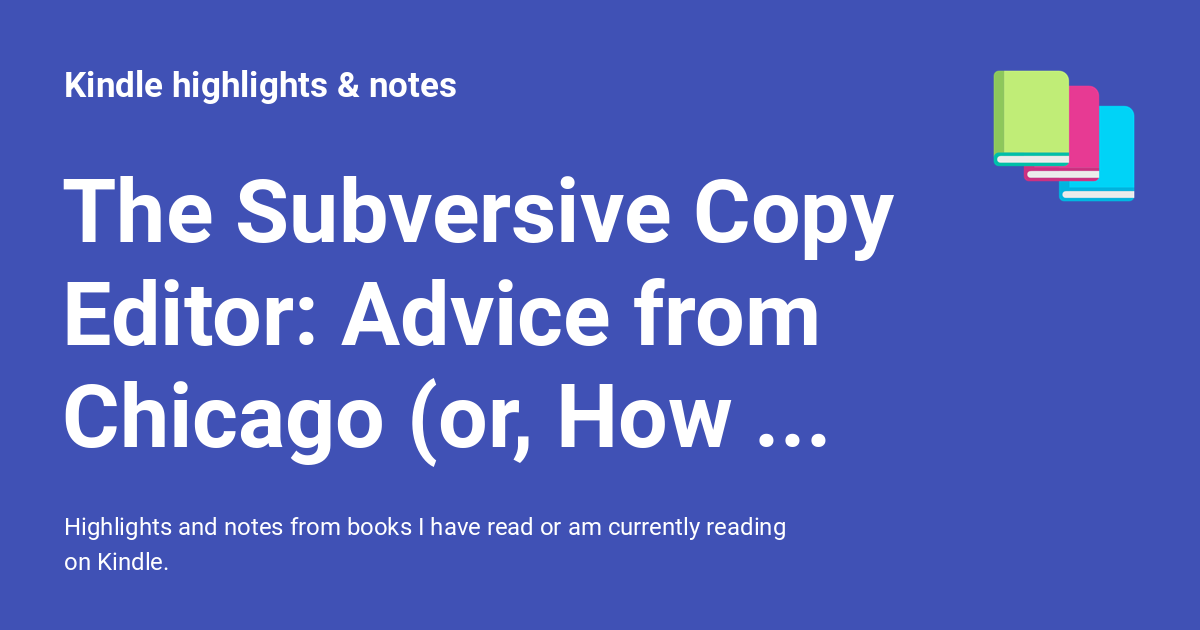 Kindle highlights & notes
The Subversive Copy
Editor: Advice from
Chicago (or, How ...
Highlights and notes from books I have read or am currently reading
on Kindle.